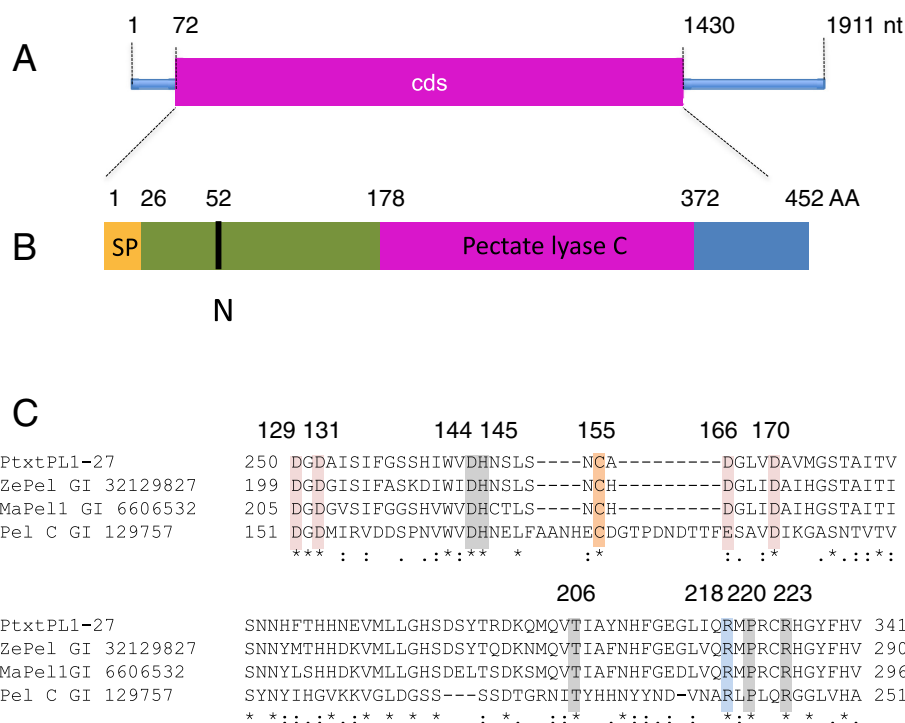 A
1 72 1430 1911 nt
cds
B
1 26 52 178 372 452 AA
SP Pectate lyase C
N
C
129 131 144 145 155 166 170
PtxtPL1-27 250 DGDAISIFGSSHIWVDHNSLS----NCA---------DGLVDAVMGSTAITV
ZePel GI 32129827 199 DGDGISIFASKDIWIDHCTLS----NCH---------DGLIDAIHGSTAITI
MaPel1 GI 6606532 205 DGDGVSIFGGSHVWVDHCTLS----NCH---------DGLIDAIHGSTAITI
Pel C GI 129757 151 DGDMIRVDDSPNVWVDHNELFAANHECDGTPDNDTTFESAVDIKGASNTVTV
*** : : . .:*:** * .* : .:* .*.::*:
206 218 220 223
PtxtPL1-27 SNNHFTHHNEVMLLGHSDSYTRDKQMQVTIAYNHFGEGLIQRMPRCRHGYFHV 341
ZePel GI 32129827 SNNYMTHHDKVMLLGHSDSYTQDKNMQVTIAFNHFGEGLVQRMPRCRHGYFHV 290
MaPel1GI 6606532 SNNYLSHHDKVMLLGHSDELTSDKSMQVTIAFNHFGEDLVQRMPRCRHGYFHV 296
Pel C GI 129757 SYNYIHGVKKVGLDGSS---SSDTGRNITYHHNYYND-VNARLPLQRGGLVHA 251
* *:: .:* * * * : *. ::* .*::.: : *:* * * .*.